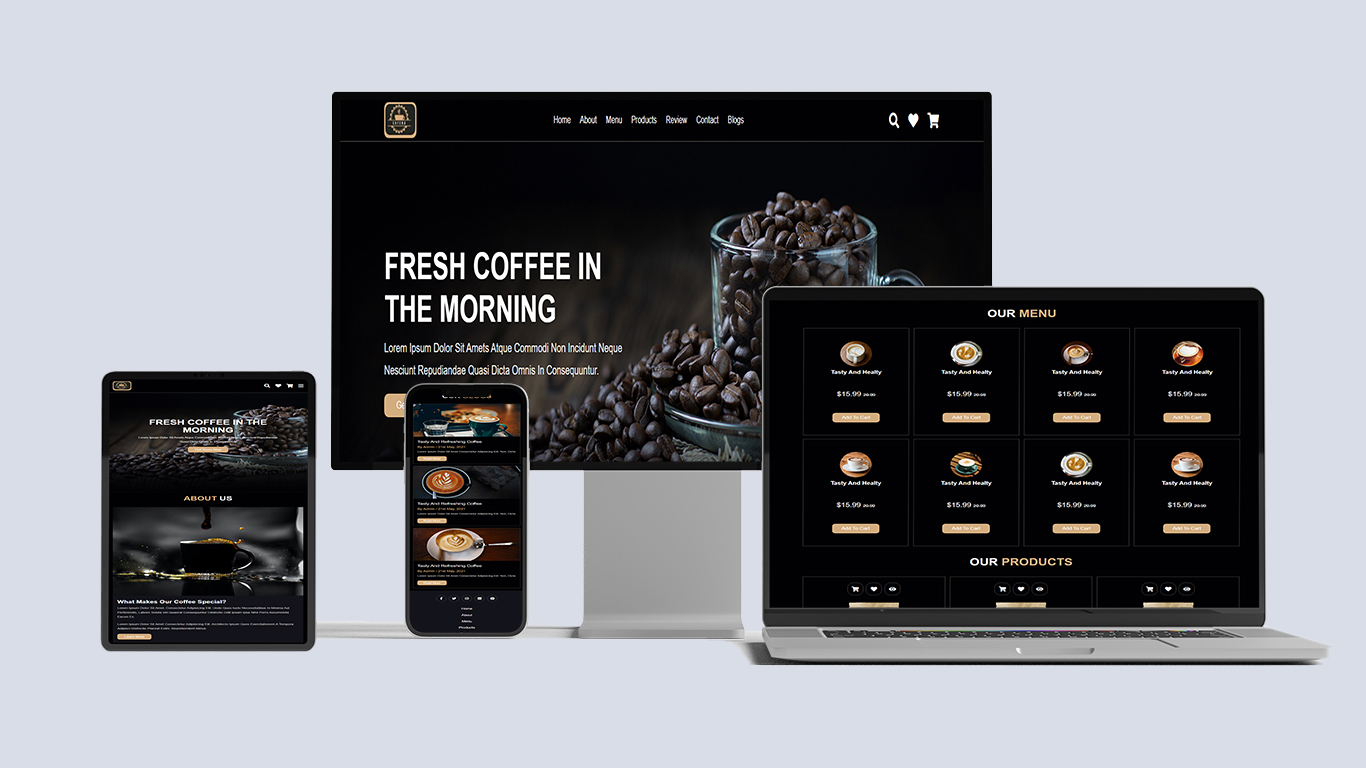 Home About Menu Products Review Contact Blogs
FRESH COFFEE IN
THE MORNING
Lorem Ipsum Dolor Sit Amets Atque Commodi Non Incidunt Neque
Nesciunt Repudiandae Quasi Dicta Omnis In Consequuntur.
Ge
FRESH COFFEE IN THE
MORNING
ABOUT US
What Makes Our Coffee Special?
Tasty And Refreshing Coffee
By Admin / 21st May, 2021
Tasty And Refreshing Coffee
By Admin / 21st May, 2021
Tasty And Refreshing Coffee
By Admin / 21st May, 2021
Home
About
Menu
Products
OUR MENU
Tasty And Healty Tasty And Healty Tasty And Healty Tasty And Healty
$15.99 20.99 $15.99 20.99 $15.99 20.99 $15.99 20.99
Add To Cart Add To Cart Add To Cart Add To Cart
Tasty And Healty Tasty And Healty Tasty And Healty Tasty And Healty
$15.99 20.99 $15.99 20.99 $15.99 20.99 $15.99 20.99
Add To Cart Add To Cart Add To Cart Add To Cart
OUR PRODUCTS